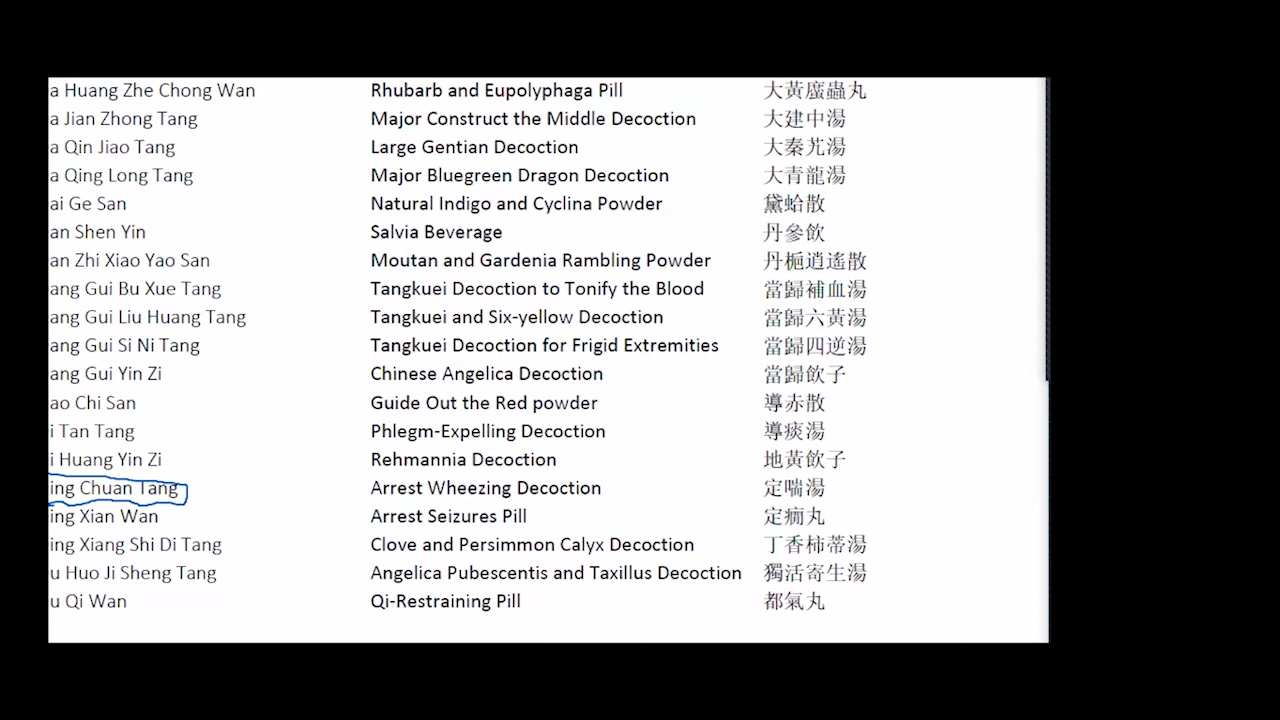 a Huang Zhe Chong Wan Rhubarb and Eupolyphaga Pill 大黃䗪蟲丸
a Jian Zhong Tang Major Construct the Middle Decoction 大建中湯
a Qin Jiao Tang Large Gentian Decoction 大秦艽湯
a Qing Long Tang Major Bluegreen Dragon Decoction 大青龍湯
ai Ge San Natural Indigo and Cyclina Powder 黛蛤散
an Shen Yin Salvia Beverage 丹參飲
an Zhi Xiao Yao San Moutan and Gardenia Rambling Powder 丹梔逍遙散
ang Gui Bu Xue Tang Tangkuei Decoction to Tonify the Blood 當歸補血湯
ang Gui Liu Huang Tang Tangkuei and Six-yellow Decoction 當歸六黃湯
ang Gui Si Ni Tang Tangkuei Decoction for Frigid Extremities 當歸四逆湯
ang Gui Yin Zi Chinese Angelica Decoction 當歸飲子
ao Chi San Guide Out the Red powder 導赤散
i Tan Tang Phlegm-Expelling Decoction 導痰湯
i Huang Yin Zi Rehmannia Decoction 地黃飲子
ing Chuan Tang Arrest Wheezing Decoction 定喘湯
ing Xian Wan Arrest Seizures Pill 定癇丸
ing Xiang Shi Di Tang Clove and Persimmon Calyx Decoction 丁香柿蒂湯
u Huo Ji Sheng Tang Angelica Pubescentis and Taxillus Decoction 獨活寄生湯
u Qi Wan Qi-Restraining Pill 都氣丸